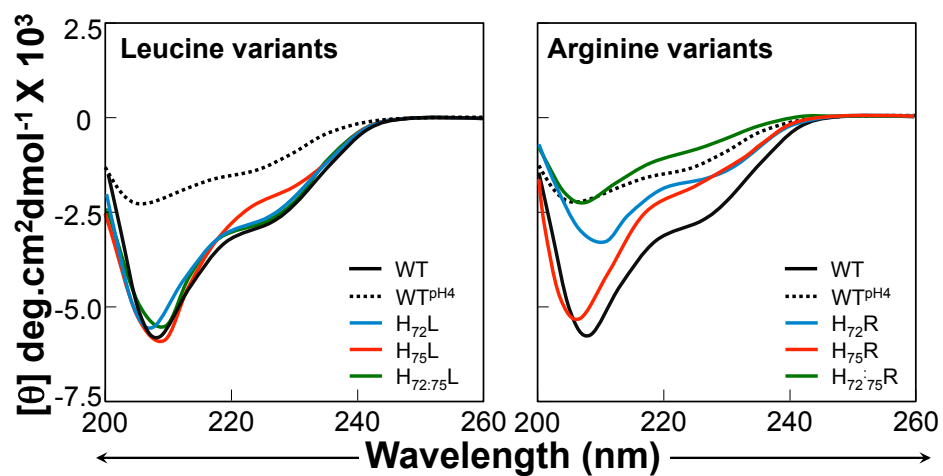 [θ] deg.cm²dmol⁻¹ X 10³
2.5
0
-2.5
-5.0
-7.5
Leucine variants
WT
WTᵖᴴ⁴
H₇₂L
H₇₅L
H₇₂:₇₅L
200 220 240 260
Arginine variants
WT
WTᵖᴴ⁴
H₇₂R
H₇₅R
H₇₂:₇₅R
200 220 240 260
Wavelength (nm)